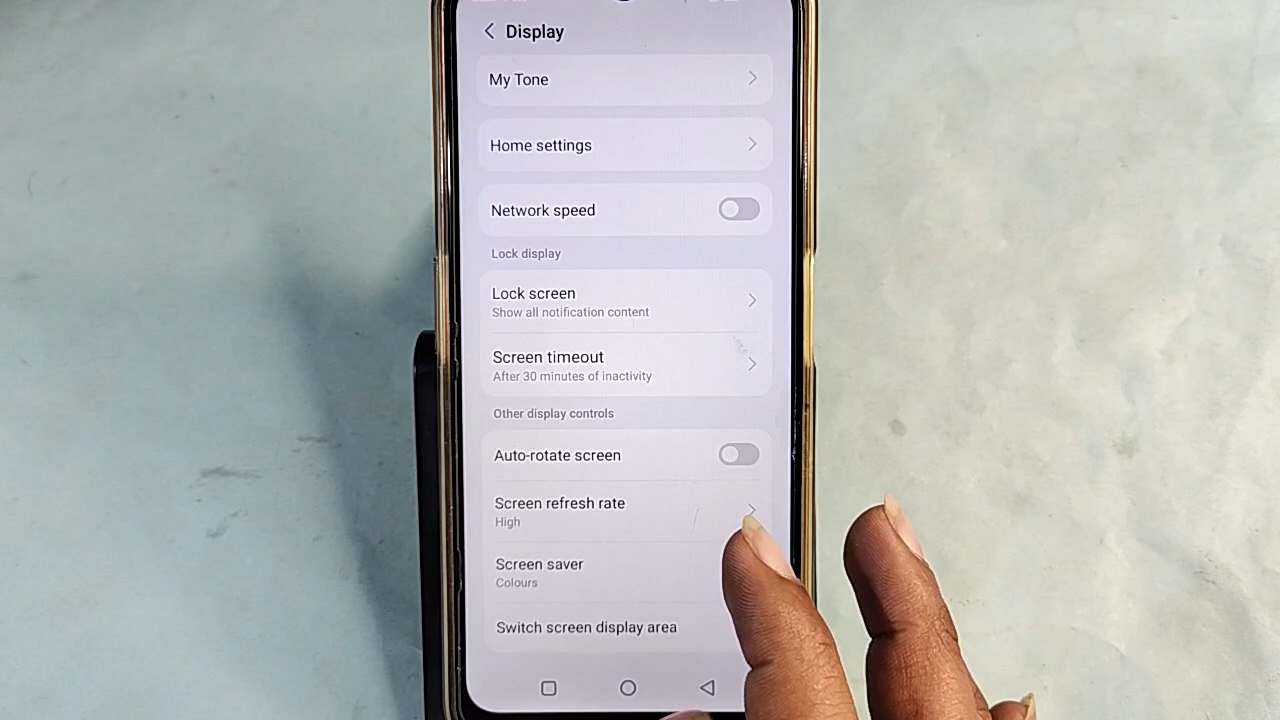 Display
My Tone
Home settings
Network speed
Lock display
Lock screen
Show all notification content
Screen timeout
After 30 minutes of inactivity
Other display controls
Auto-rotate screen
Screen refresh rate
High
Screen saver
Colours
Switch screen display area